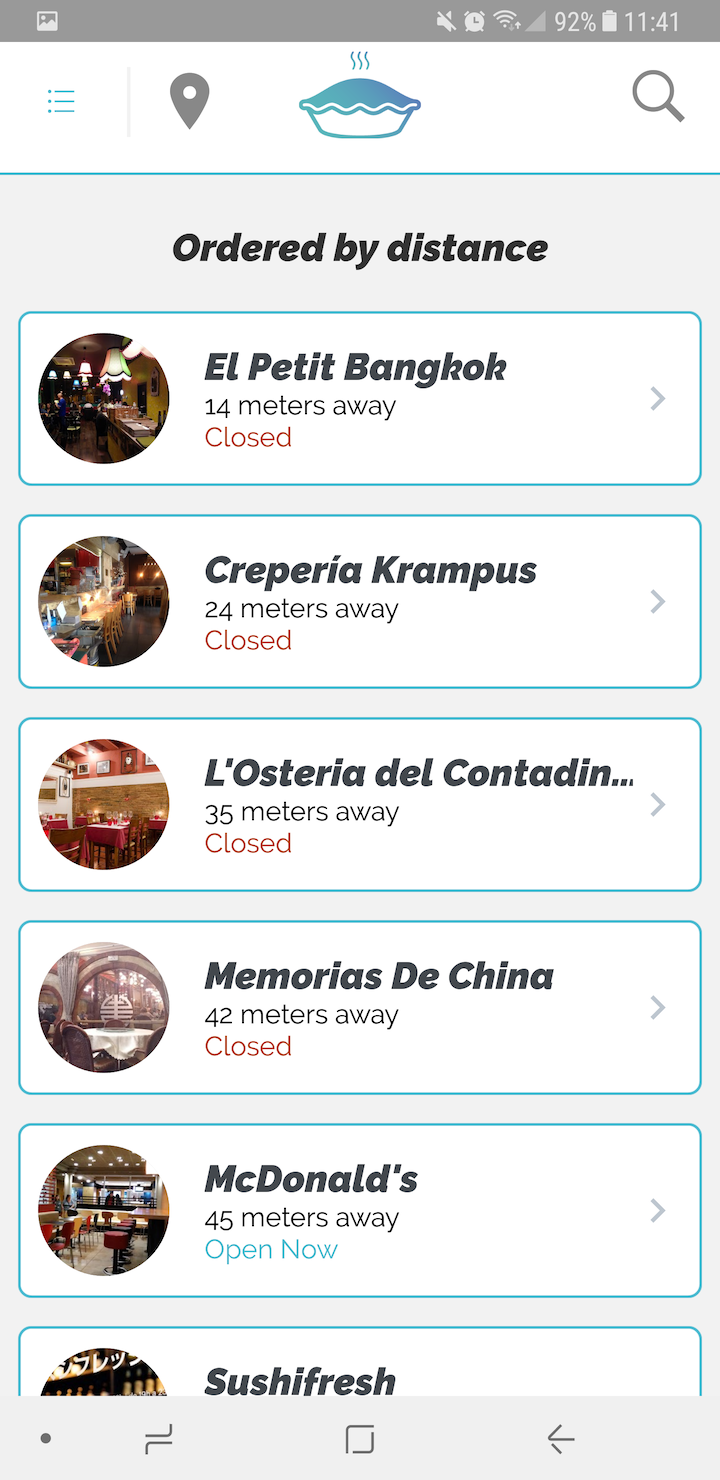 92% 11:41
Ordered by distance
El Petit Bangkok
14 meters away
Closed
Crepería Krampus
24 meters away
Closed
L'Osteria del Contadin...
35 meters away
Closed
Memorias De China
42 meters away
Closed
McDonald's
45 meters away
Open Now
Sushifresh